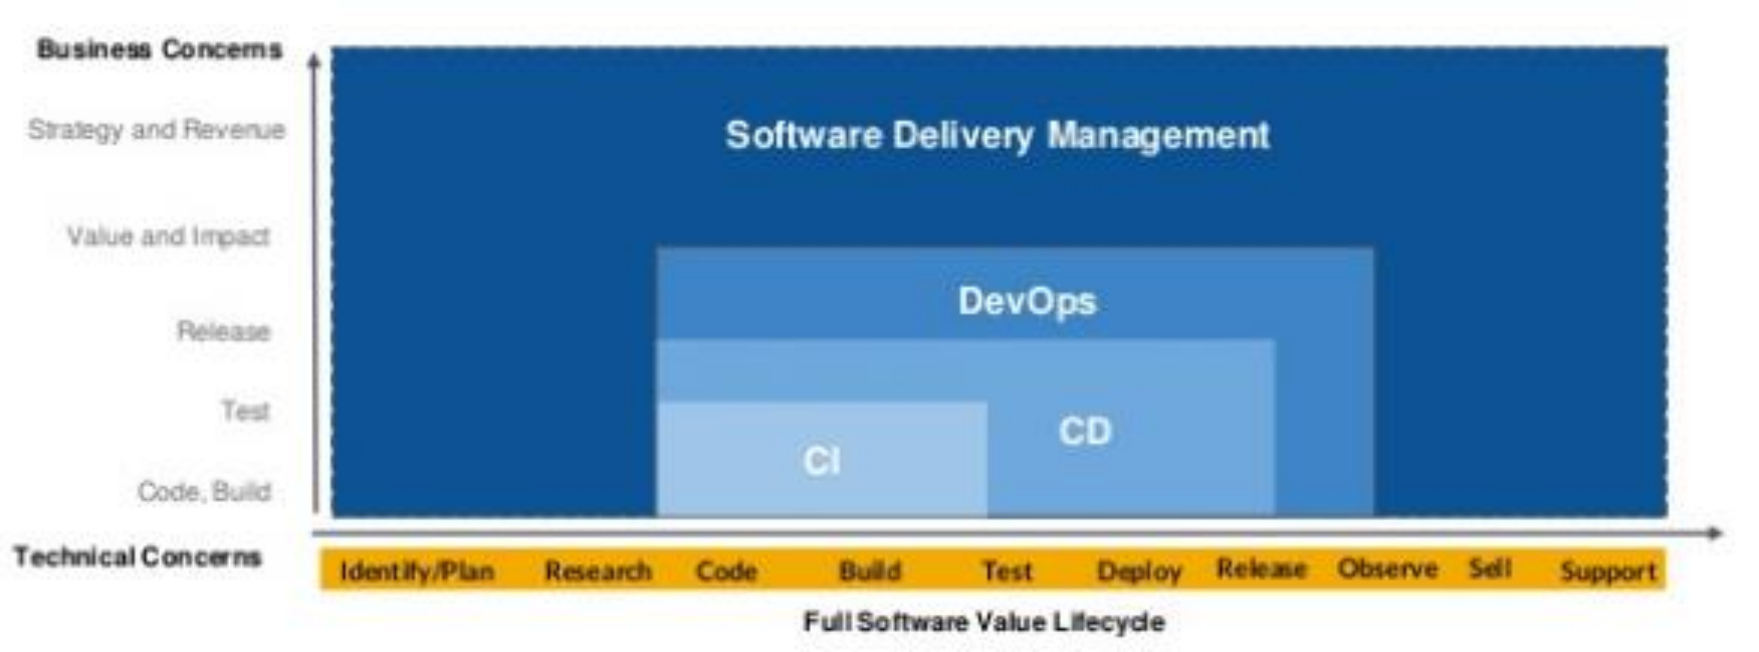 Business Concerns
Strategy and Revenue
Software Delivery Management
Value and Impact
DevOps
Release
Test
CD
CI
Code, Build
Technical Concerns
Identify/Plan Research Code Build Test Deploy Release Observe Sell Support
Full Software Value Lifecycle